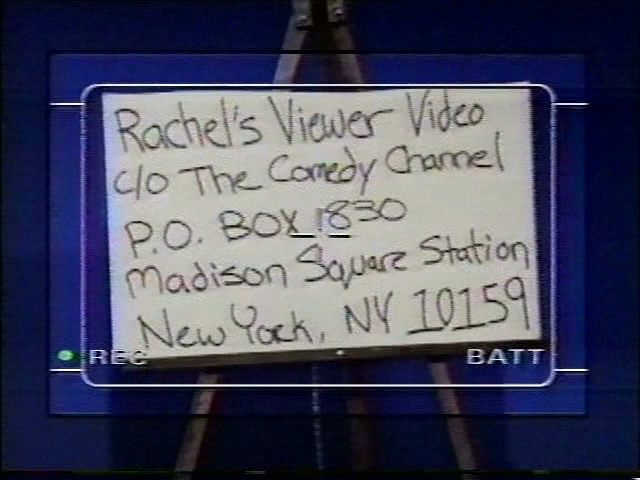 Rachel's Viewer Video
c/o The Comedy Channel
P.O. BOX 1830
Madison Square Station
New York, NY 10159
REC BATT